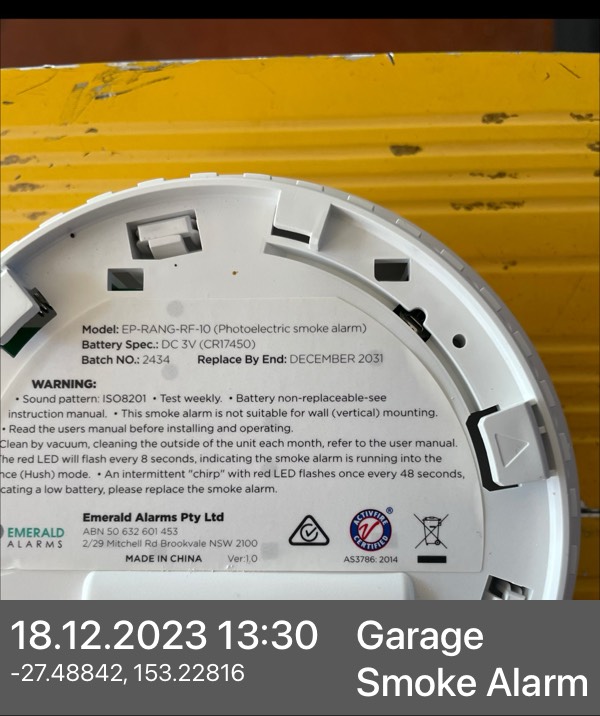 Model: EP-RANG-RF-10 (Photoelectric smoke alarm)
Battery Spec.: DC 3V (CR17450)
Batch NO.: 2434 Replace By End: DECEMBER 2031
WARNING:
• Sound pattern: ISO8201 • Test weekly. • Battery non-replaceable-see
instruction manual. • This smoke alarm is not suitable for wall (vertical) mounting.
• Read the users manual before installing and operating.
Clean by vacuum, cleaning the outside of the unit each month, refer to the user manual.
he red LED will flash every 8 seconds, indicating the smoke alarm is running into the
nce (Hush) mode. • An intermittent "chirp" with red LED flashes once every 48 seconds,
cating a low battery, please replace the smoke alarm.
EMERALD
ALARMS
Emerald Alarms Pty Ltd
ABN 50 632 601 453
2/29 Mitchell Rd Brookvale NSW 2100
MADE IN CHINA Ver:1.0
ACTIVFIRE
CERTIFIED
®
AS3786: 2014
18.12.2023 13:30
-27.48842, 153.22816
Garage
Smoke Alarm